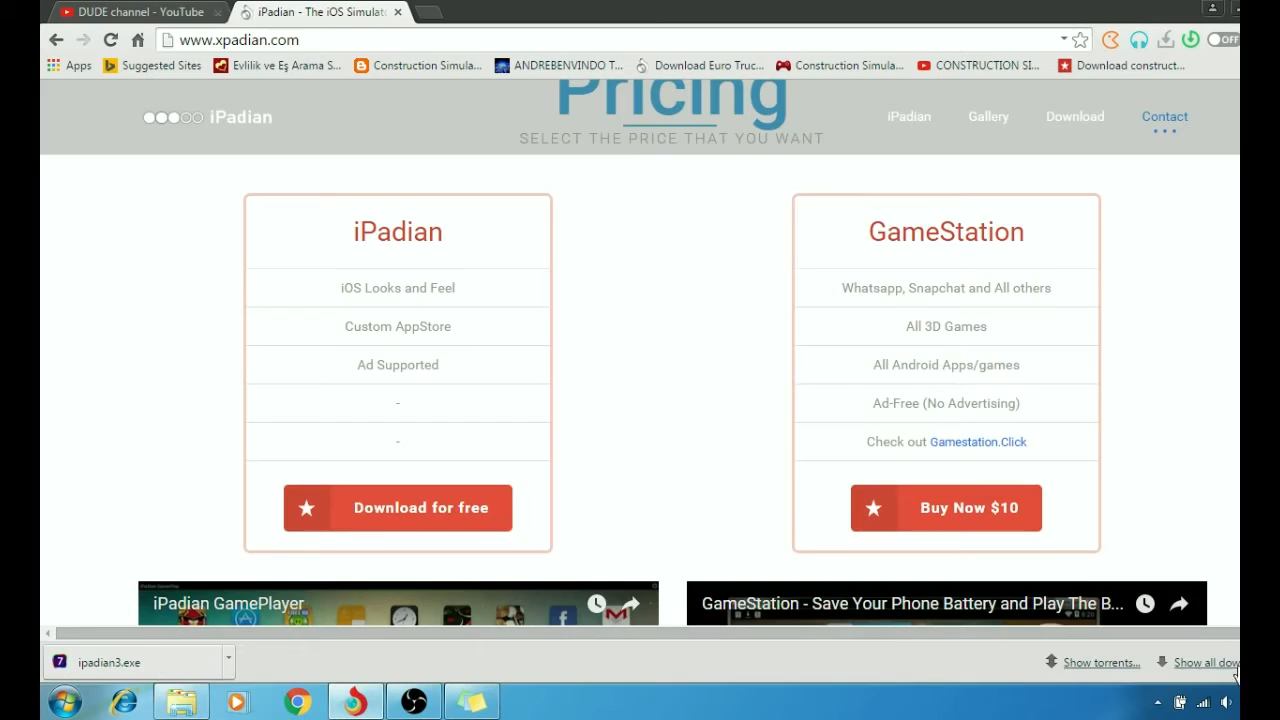 DUDE channel - YouTube
iPadian - The iOS Simulato
www.xpadian.com
OFF
Apps
Suggested Sites
Evlilik ve Eş Arama S...
Construction Simula...
ANDREBENVINDO T...
Download Euro Truc...
Construction Simula...
CONSTRUCTION SI...
Download construct...
Pricing
iPadian
SELECT THE PRICE THAT YOU WANT
iPadian
Gallery
Download
Contact
iPadian
iOS Looks and Feel
Custom AppStore
Ad Supported
-
-
Download for free
GameStation
Whatsapp, Snapchat and All others
All 3D Games
All Android Apps/games
Ad-Free (No Advertising)
Check out Gamestation.Click
Buy Now $10
iPadian GamePlayer
GameStation - Save Your Phone Battery and Play The B...
ipadian3.exe
Show torrents...
Show all dow